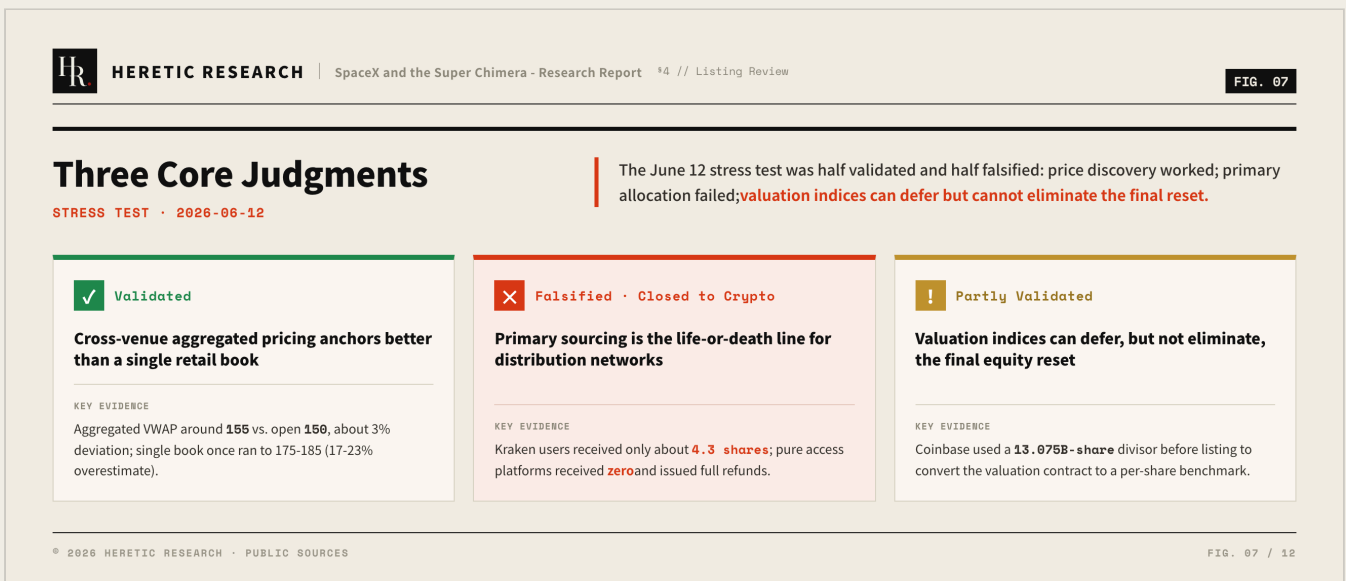 HR.
HERETIC RESEARCH
SpaceX and the Super Chimera - Research Report
§4 // Listing Review
FIG. 07
Three Core Judgments
STRESS TEST · 2026-06-12
The June 12 stress test was half validated and half falsified: price discovery worked; primary
allocation failed;valuation indices can defer but cannot eliminate the final reset.
✓ Validated
Cross-venue aggregated pricing anchors better
than a single retail book
KEY EVIDENCE
Aggregated VWAP around 155 vs. open 150, about 3%
deviation; single book once ran to 175-185 (17-23%
overestimate).
✕ Falsified · Closed to Crypto
Primary sourcing is the life-or-death line for
distribution networks
KEY EVIDENCE
Kraken users received only about 4.3 shares; pure access
platforms received zeroand issued full refunds.
! Partly Validated
Valuation indices can defer, but not eliminate,
the final equity reset
KEY EVIDENCE
Coinbase used a 13.075B-share divisor before listing to
convert the valuation contract to a per-share benchmark.
© 2026 HERETIC RESEARCH · PUBLIC SOURCES
FIG. 07 / 12